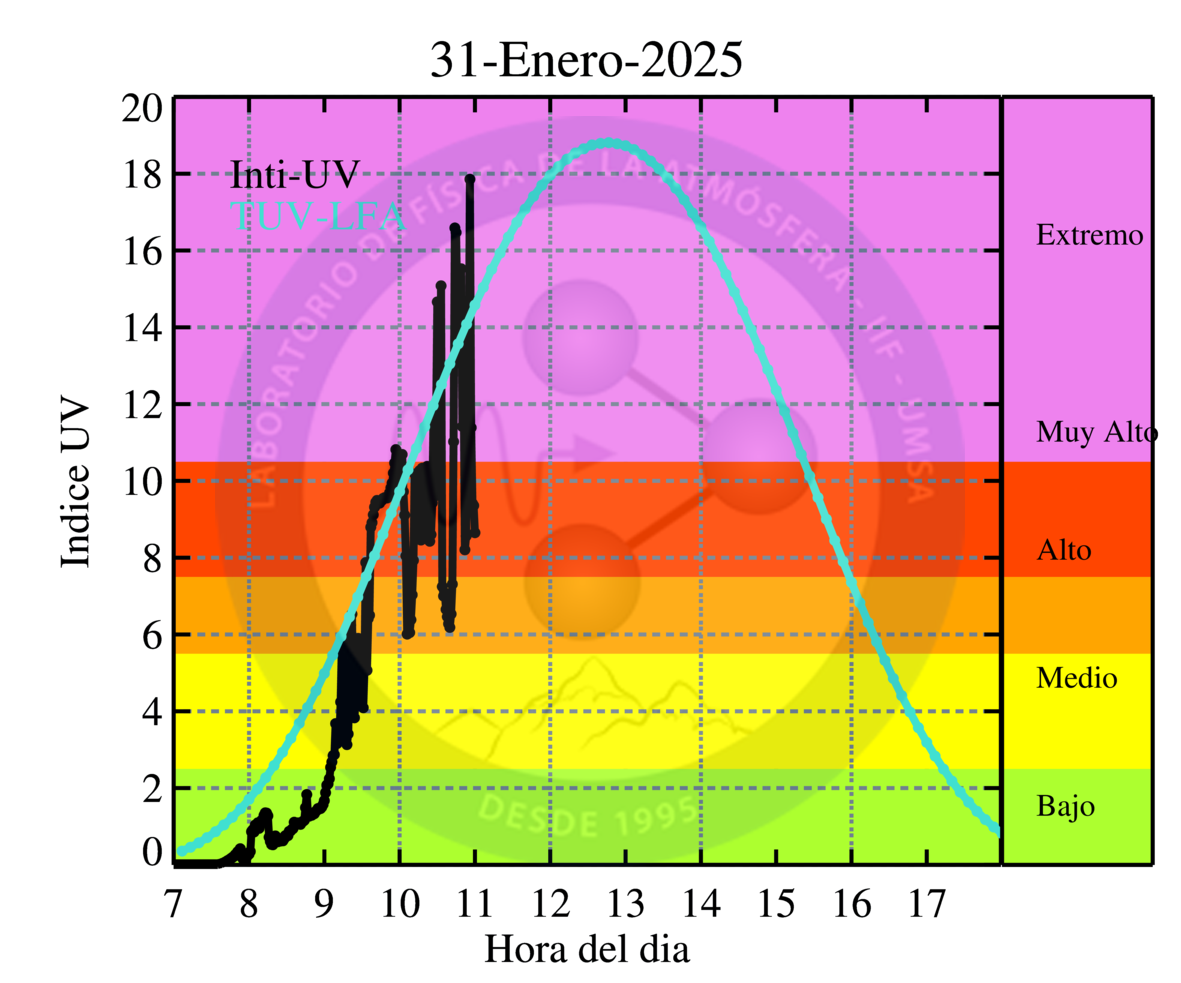 31-Enero-2025
Indice UV
20
18
16
14
12
10
8
6
4
2
0
Inti-UV
TUV-LFA
LABORATORIO DE FÍSICA DE LA ATMÓSFERA - IIF - UMSA
DESDE 1995
Extremo
Muy Alto
Alto
Medio
Bajo
7 8 9 10 11 12 13 14 15 16 17
Hora del dia